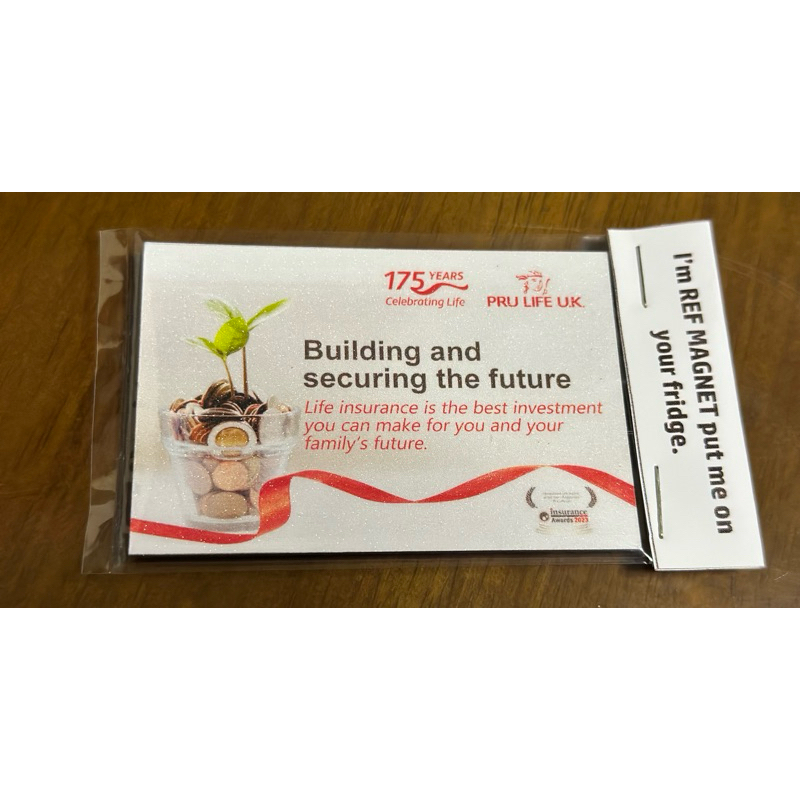 175 YEARS
Celebrating Life
PRU LIFE U.K.
Building and
securing the future
Life insurance is the best investment
you can make for you and your
family's future.
insurance
Awards 2023
I'm REF MAGNET put me on
your fridge.